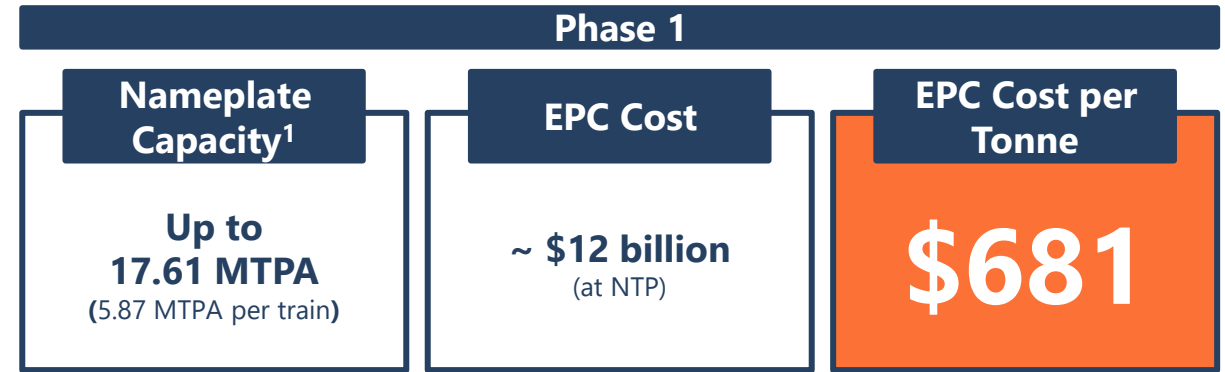 Phase 1
Nameplate
Capacity¹
Up to
17.61 MTPA
(5.87 MTPA per train)
EPC Cost
~ $12 billion
(at NTP)
EPC Cost per
Tonne
$681